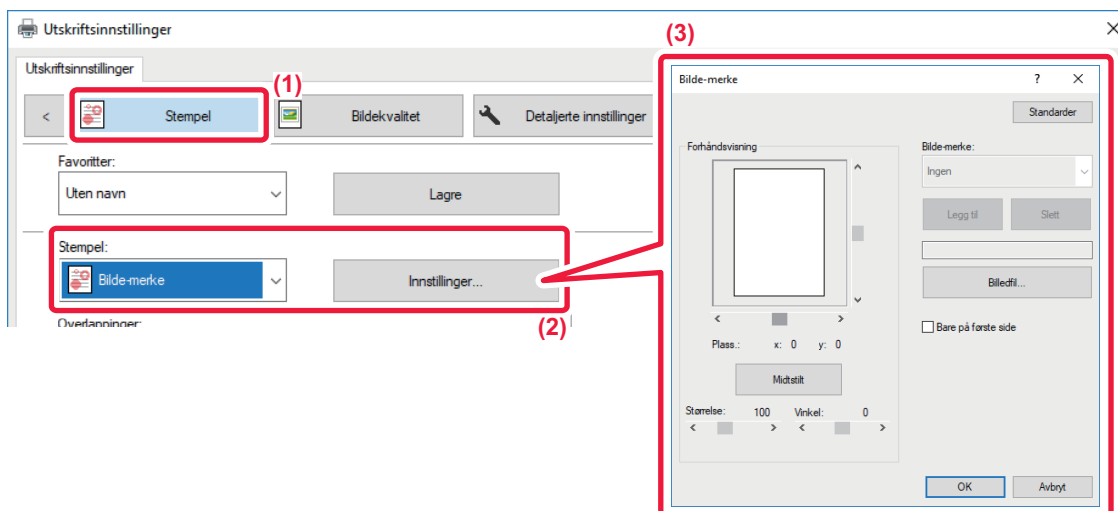 Utskriftsinnstillinger
Utskriftsinnstillinger
(1)
< Stempel Bildekvalitet Detaljerte innstillinger
Favoritter:
Uten navn Lagre
Stempel:
Bilde-merke Innstillinger...
(2)
Overlappinger:
(3)
Bilde-merke ? X
Standarder
Forhåndsvisning
Bilde-merke:
Ingen
Legg til Slett
Billedfil...
Bare på første side
Plass.: x: 0 y: 0
Midtstilt
Størrelse: 100 Vinkel: 0
OK Avbryt